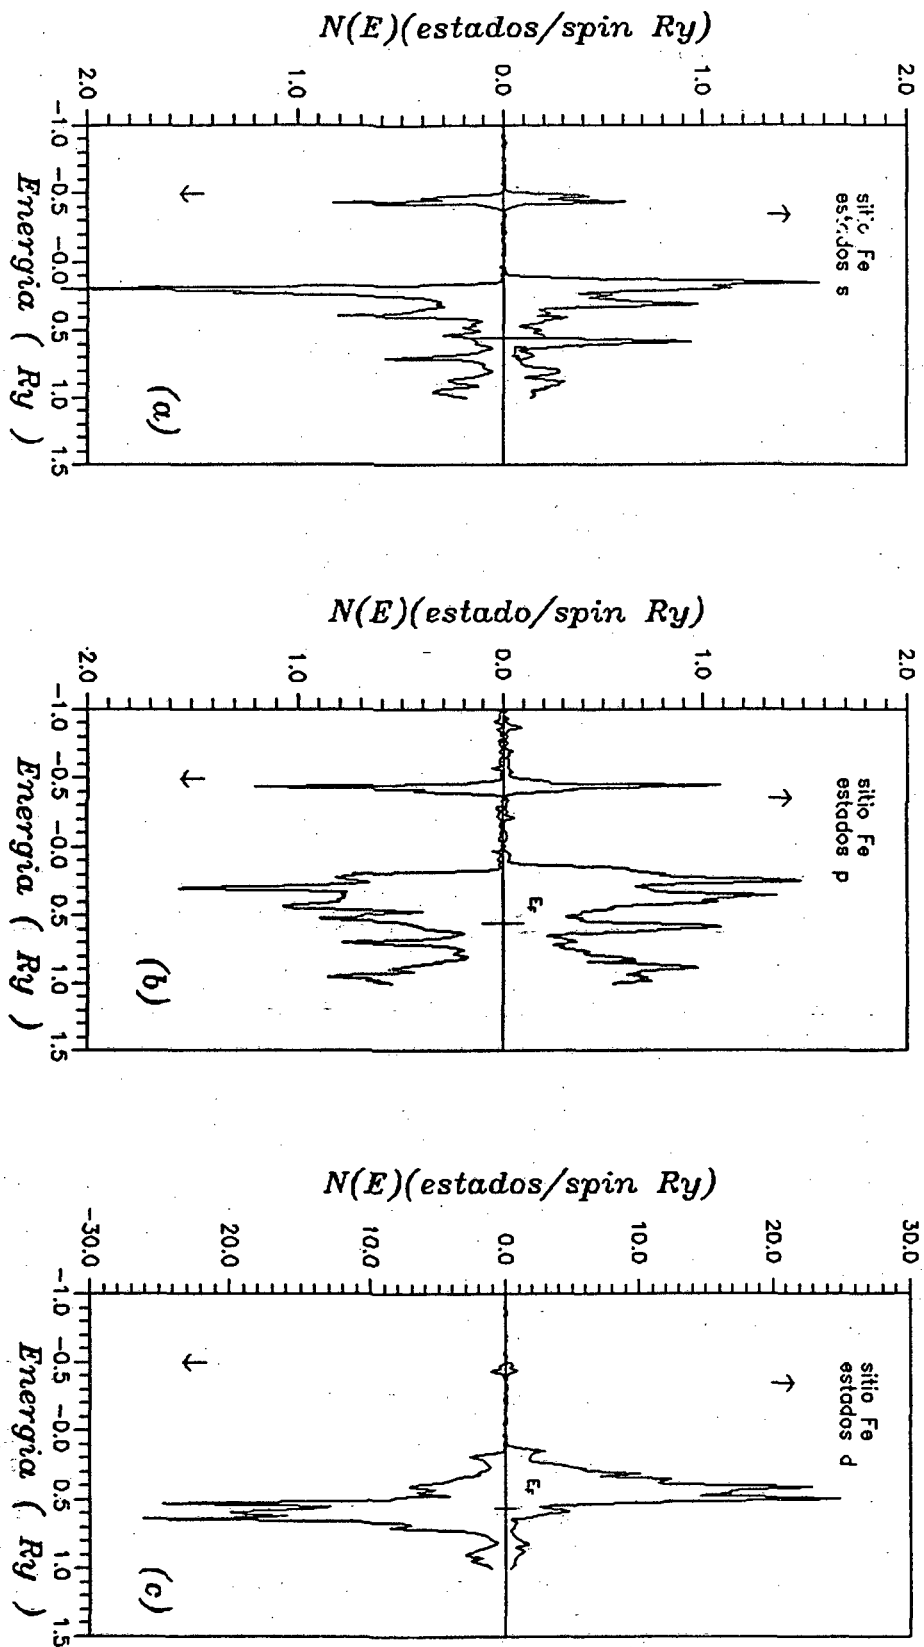 N(E)(estados/spin Ry)
2.0
1.0
0.0
1.0
2.0
sitio Fe
estados s
-1.0
-0.5
-0.0
0.5
1.0
1.5
Energia ( Ry )
(a)
N(E)(estado/spin Ry)
2.0
1.0
0.0
1.0
2.0
sitio Fe
estados p
EF
-1.0
-0.5
-0.0
0.5
1.0
1.5
Energia ( Ry )
(b)
N(E)(estados/spin Ry)
30.0
20.0
10.0
0.0
10.0
20.0
-30.0
sitio Fe
estados d
EF
-1.0
-0.5
-0.0
0.5
1.0
1.5
Energia ( Ry )
(c)